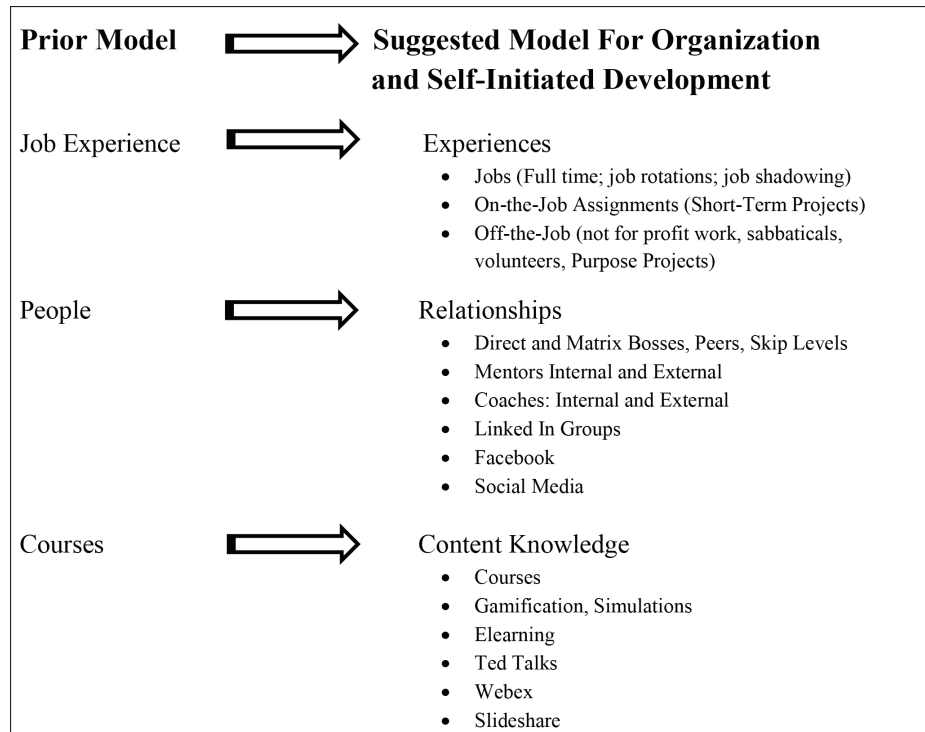 Prior Model Suggested Model For Organization
and Self-Initiated Development
Job Experience Experiences
• Jobs (Full time; job rotations; job shadowing)
• On-the-Job Assignments (Short-Term Projects)
• Off-the-Job (not for profit work, sabbaticals,
volunteers, Purpose Projects)
People Relationships
• Direct and Matrix Bosses, Peers, Skip Levels
• Mentors Internal and External
• Coaches: Internal and External
• Linked In Groups
• Facebook
• Social Media
Courses Content Knowledge
• Courses
• Gamification, Simulations
• Elearning
• Ted Talks
• Webex
• Slideshare